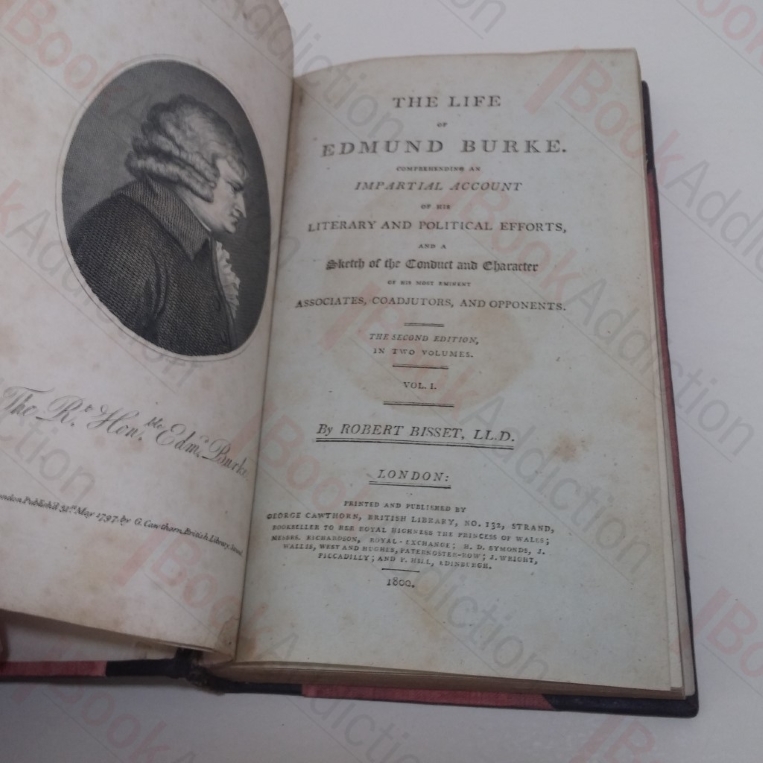 The Rt. Honble. Edmd. Burke
London Publish'd 31st May 1797, by G. Cawthorn, British Library, Strand
THE LIFE
OF
EDMUND BURKE.
COMPREHENDING AN
IMPARTIAL ACCOUNT
OF HIS
LITERARY AND POLITICAL EFFORTS,
AND A
Sketch of the Conduct and Character
OF HIS MOST EMINENT
ASSOCIATES, COADJUTORS, AND OPPONENTS.
THE SECOND EDITION,
IN TWO VOLUMES.
VOL. I.
By ROBERT BISSET, LL.D.
LONDON:
PRINTED AND PUBLISHED BY
GEORGE CAWTHORN, BRITISH LIBRARY, NO. 132, STRAND,
BOOKSELLER TO HER ROYAL HIGHNESS THE PRINCESS OF WALES;
MESSRS. RICHARDSON, ROYAL-EXCHANGE; H. D. SYMONDS, J.
WALLIS, WEST AND HUGHES, PATERNOSTER-ROW; J. WRIGHT,
PICCADILLY; AND P. HILL, EDINBURGH.
1800.
BookAddiction